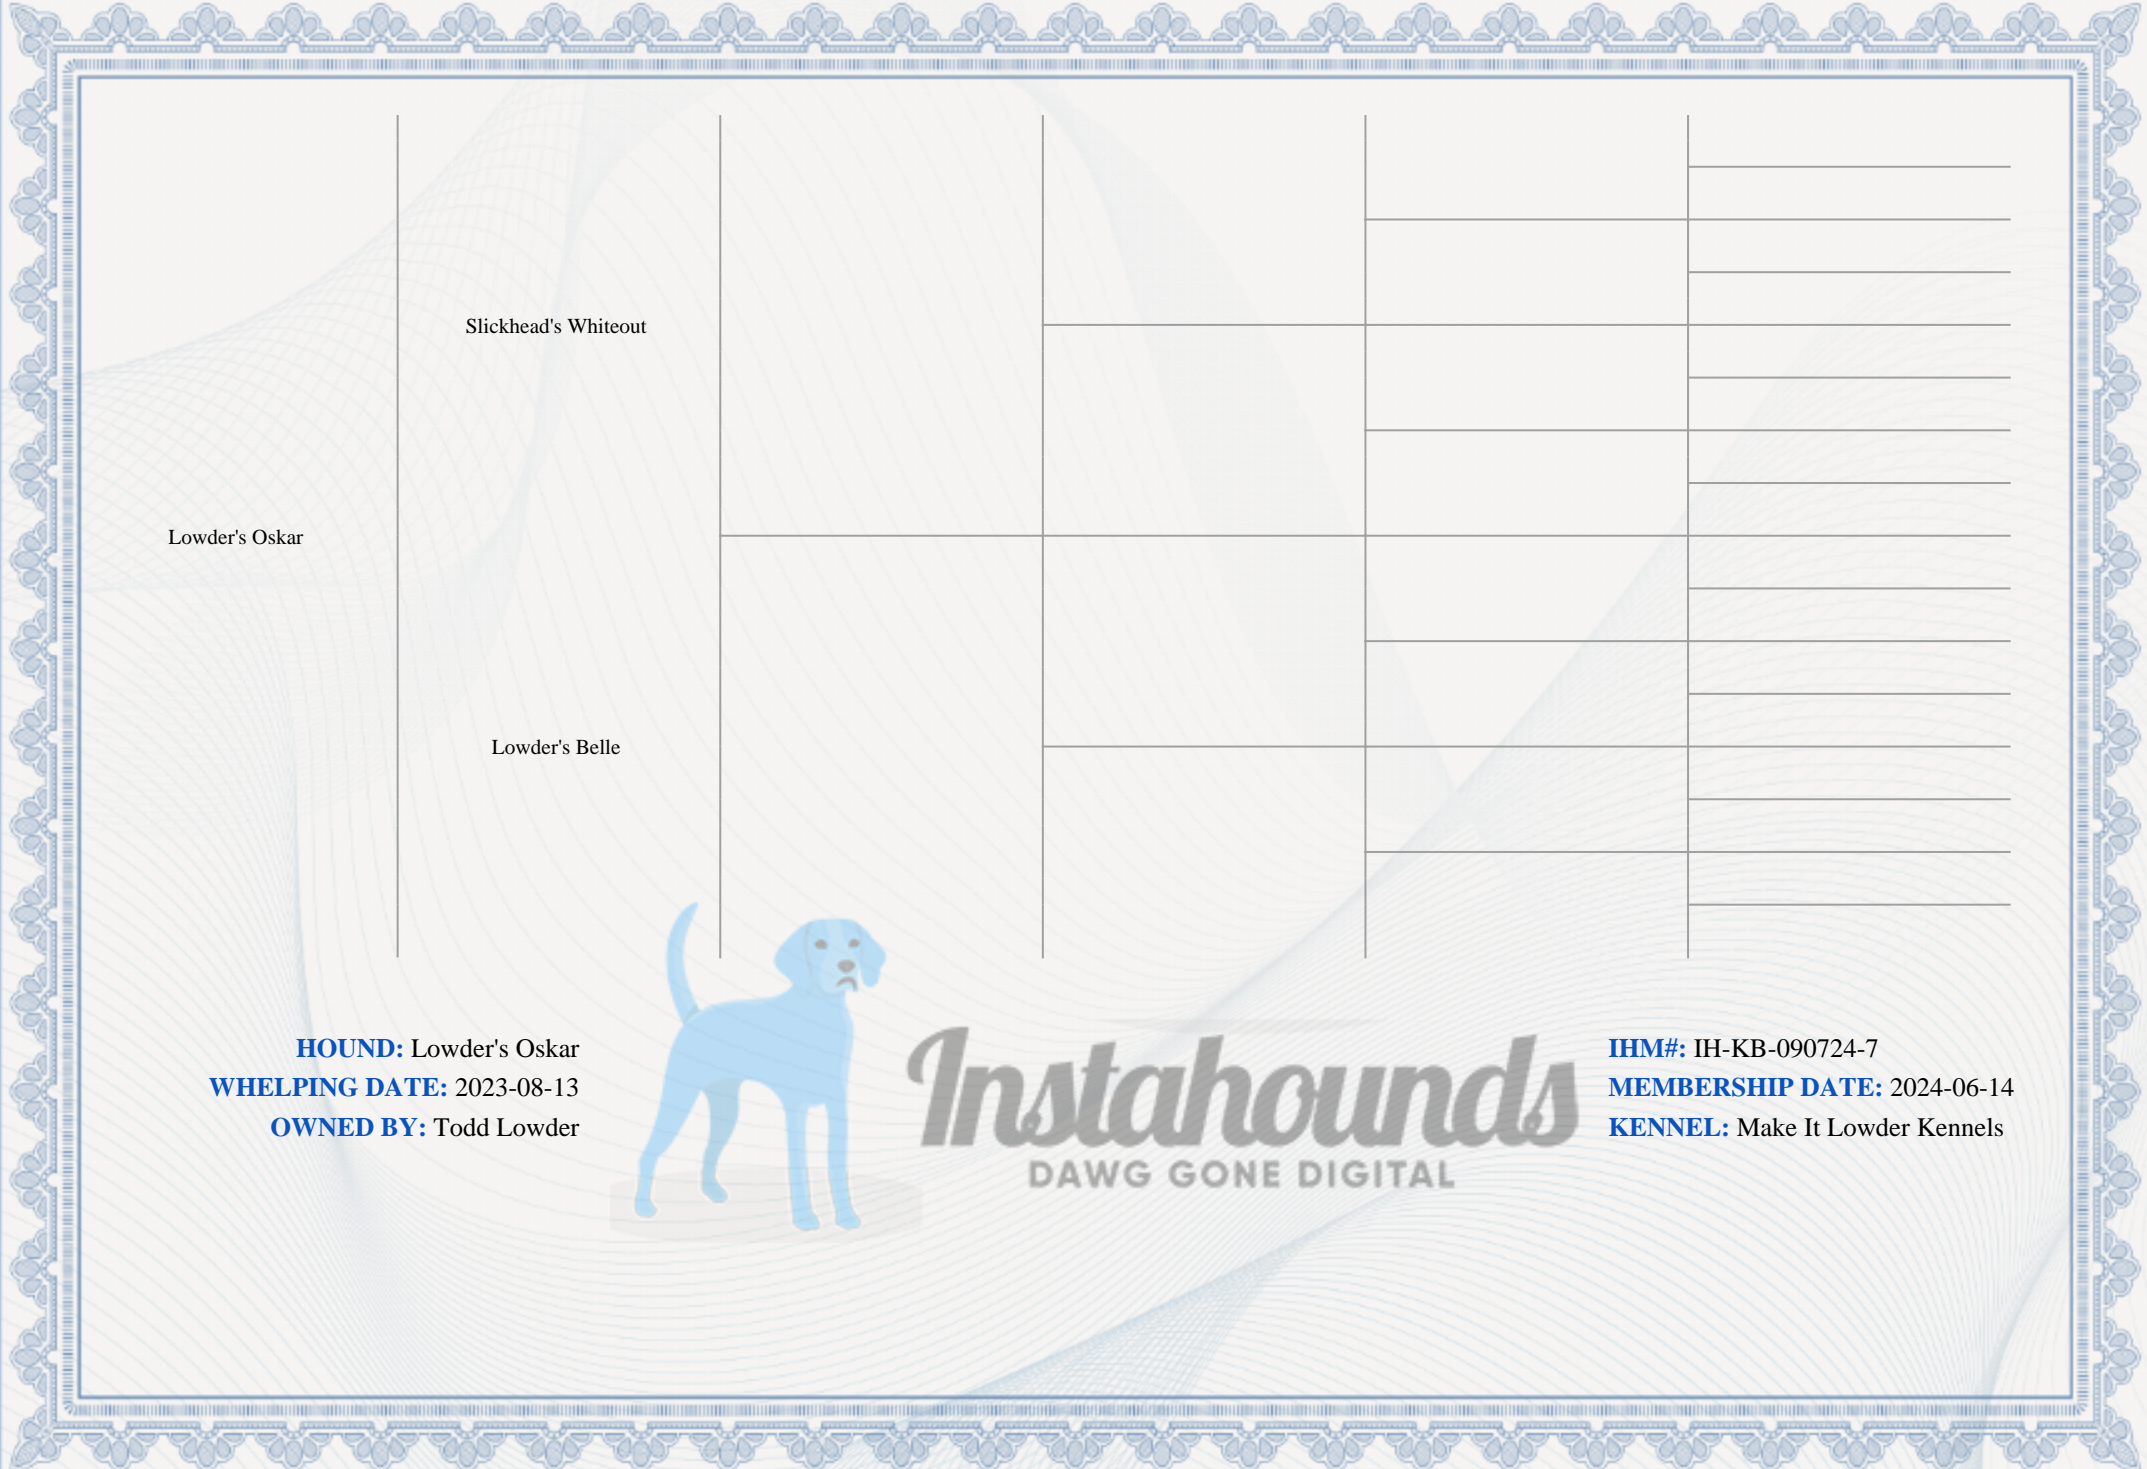 Slickhead's Whiteout
Lowder's Oskar
Lowder's Belle
HOUND: Lowder's Oskar
WHELPING DATE: 2023-08-13
OWNED BY: Todd Lowder
Instahounds
DAWG GONE DIGITAL
IHM#: IH-KB-090724-7
MEMBERSHIP DATE: 2024-06-14
KENNEL: Make It Lowder Kennels